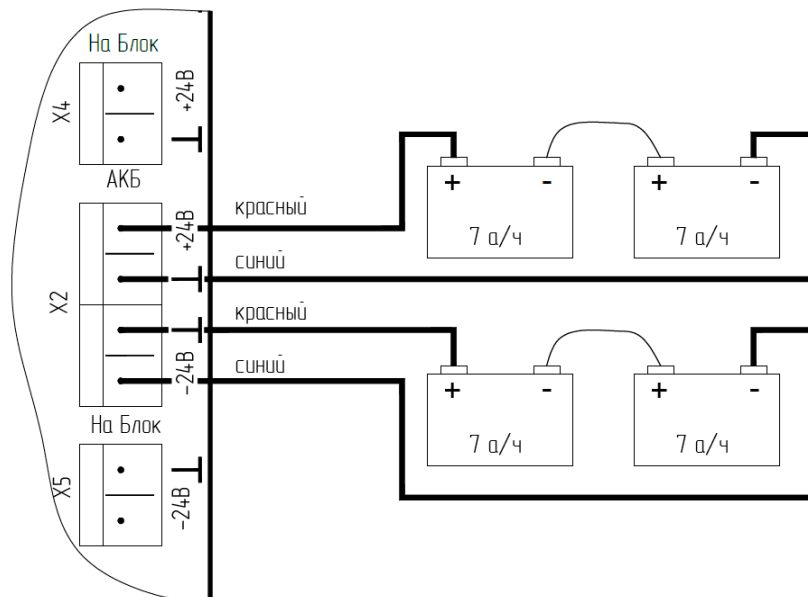 На Блок
X4
+24В
АКБ
X2
+24В
красный
синий
красный
синий
-24В
+ -
7 а/ч
+ -
7 а/ч
+ -
7 а/ч
+ -
7 а/ч
На Блок
X5
-24В